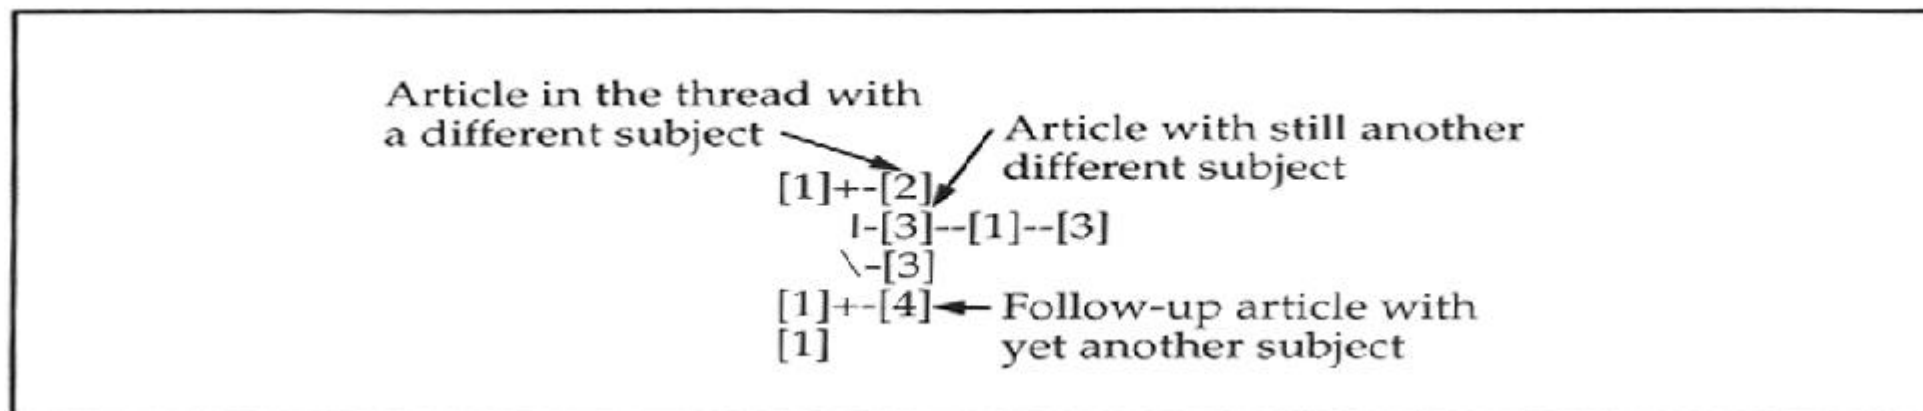 Article in the thread with
a different subject
Article with still another
different subject
[1]+-[2]
|-[3]--[1]--[3]
\-[3]
[1]+-[4]
[1]
Follow-up article with
yet another subject